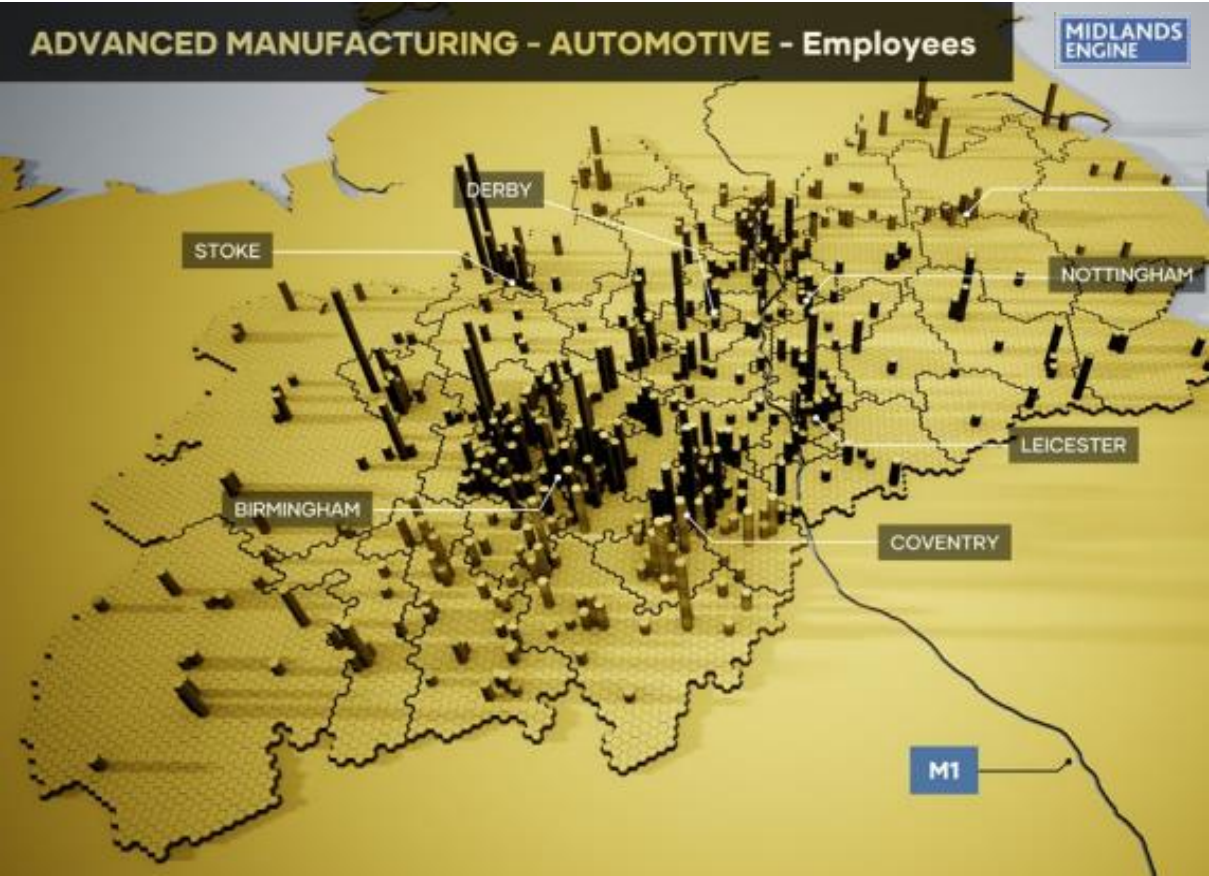 ADVANCED MANUFACTURING - AUTOMOTIVE - Employees
MIDLANDS
ENGINE
DERBY
STOKE
NOTTINGHAM
LEICESTER
BIRMINGHAM
COVENTRY
M1